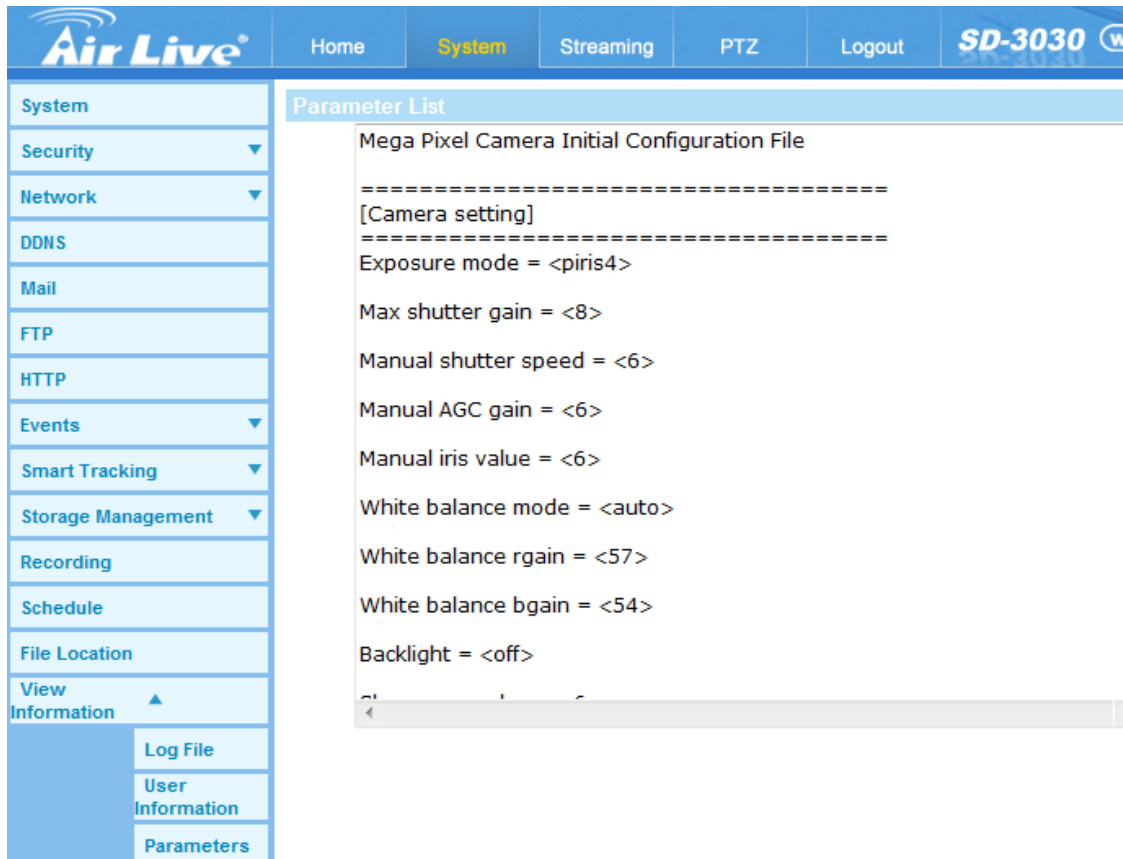 Air Live®
Home
System
Streaming
PTZ
Logout
SD-3030
System
Security
Network
DDNS
Mail
FTP
HTTP
Events
Smart Tracking
Storage Management
Recording
Schedule
File Location
View
Information
Log File
User
Information
Parameters
Parameter List
Mega Pixel Camera Initial Configuration File
====================================
[Camera setting]
====================================
Exposure mode = <piris4>
Max shutter gain = <8>
Manual shutter speed = <6>
Manual AGC gain = <6>
Manual iris value = <6>
White balance mode = <auto>
White balance rgain = <57>
White balance bgain = <54>
Backlight = <off>